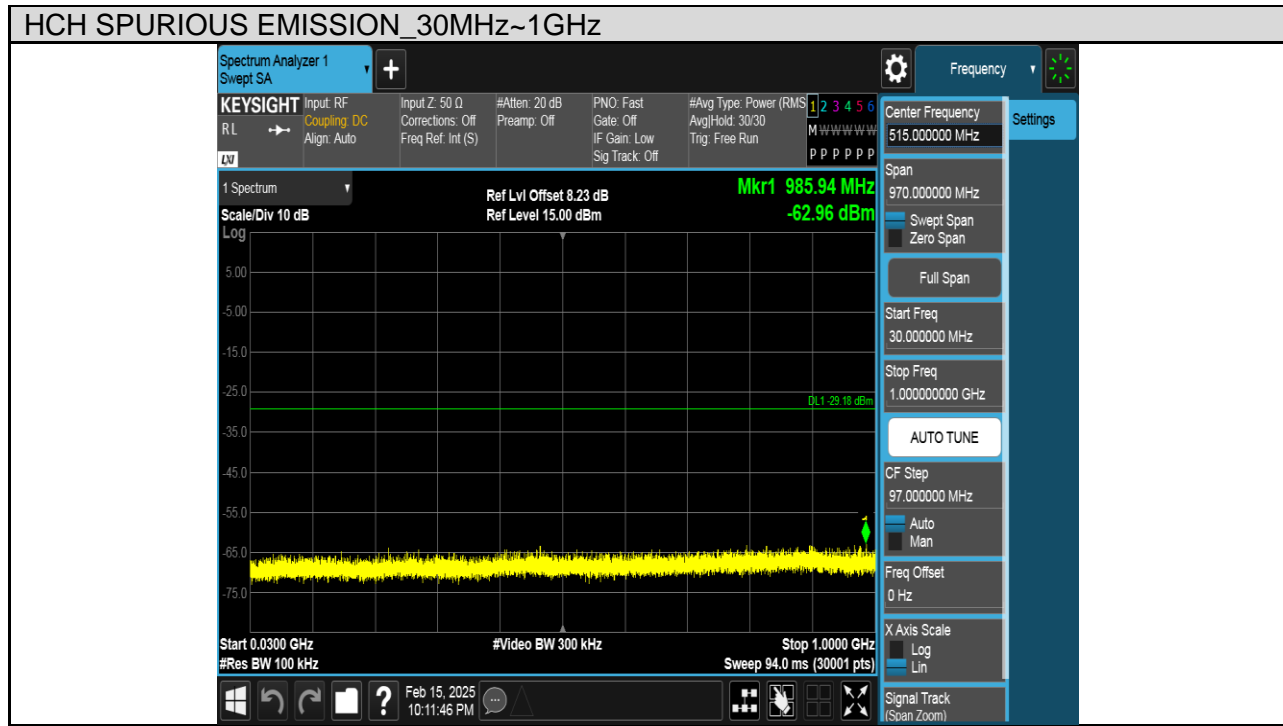 HCH SPURIOUS EMISSION_30MHz~1GHz
Spectrum Analyzer 1
Swept SA
Frequency
KEYSIGHT
RL
LXI
Input: RF
Coupling: DC
Align: Auto
Input Z: 50 Ω
Corrections: Off
Freq Ref: Int (S)
#Atten: 20 dB
Preamp: Off
PNO: Fast
Gate: Off
IF Gain: Low
Sig Track: Off
#Avg Type: Power (RMS
Avg|Hold: 30/30
Trig: Free Run
1 2 3 4 5 6
M W W W W W
P P P P P P
Center Frequency
515.000000 MHz
Settings
Span
970.000000 MHz
Swept Span
Zero Span
Full Span
Start Freq
30.000000 MHz
Stop Freq
1.000000000 GHz
AUTO TUNE
CF Step
97.000000 MHz
Auto
Man
Freq Offset
0 Hz
X Axis Scale
Log
Lin
Signal Track
(Span Zoom)
1 Spectrum
Scale/Div 10 dB
Ref Lvl Offset 8.23 dB
Ref Level 15.00 dBm
Mkr1 985.94 MHz
-62.96 dBm
Log
5.00
-5.00
-15.0
-25.0
DL1 -29.18 dBm
-35.0
-45.0
-55.0
1
-65.0
-75.0
Start 0.0300 GHz
#Res BW 100 kHz
#Video BW 300 kHz
Stop 1.0000 GHz
Sweep 94.0 ms (30001 pts)
?
Feb 15, 2025
10:11:46 PM